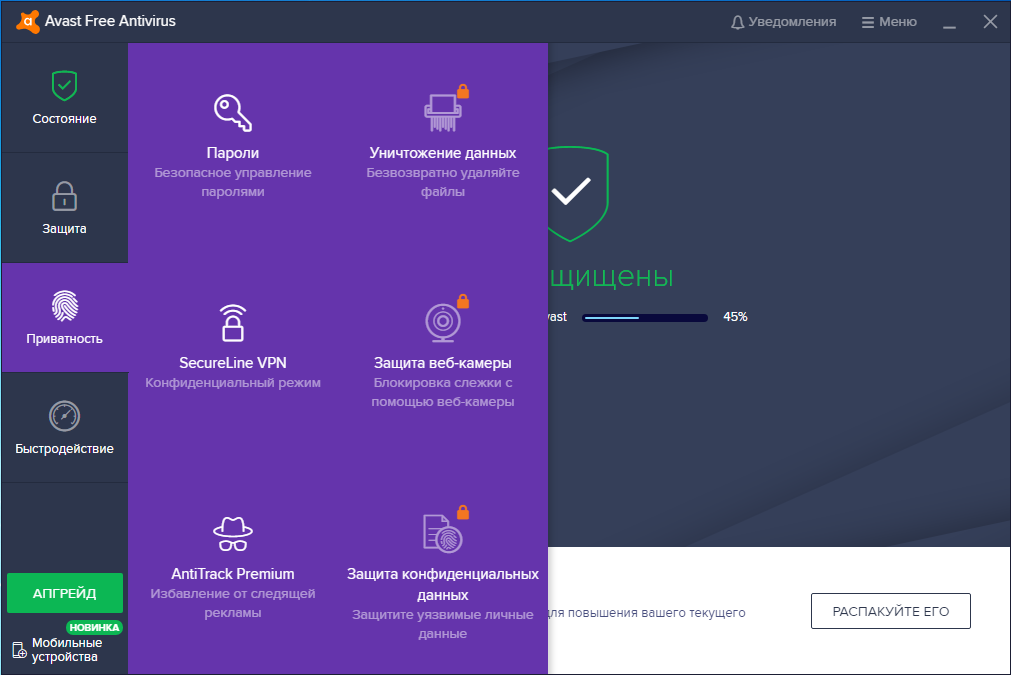 Avast Free Antivirus
Уведомления
Меню
Состояние
Защита
Приватность
Быстродействие
АПГРЕЙД
НОВИНКА
Мобильные
устройства
Пароли
Безопасное управление
паролями
Уничтожение данных
Безвозвратно удаляйте
файлы
SecureLine VPN
Конфиденциальный режим
Защита веб-камеры
Блокировка слежки с
помощью веб-камеры
AntiTrack Premium
Избавление от следящей
рекламы
Защита конфиденциальных
данных
Защитите уязвимые личные
данные
щищены
vast
45%
для повышения вашего текущего
РАСПАКУЙТЕ ЕГО